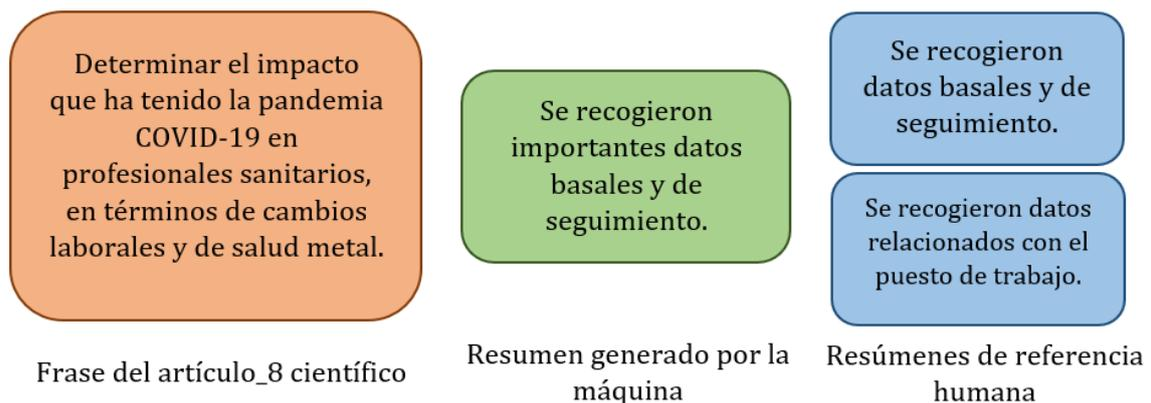 Determinar el impacto
que ha tenido la pandemia
COVID-19 en
profesionales sanitarios,
en términos de cambios
laborales y de salud metal.
Frase del artículo_8 científico
Se recogieron
importantes datos
basales y de
seguimiento.
Resumen generado por la
máquina
Se recogieron
datos basales y de
seguimiento.
Se recogieron datos
relacionados con el
puesto de trabajo.
Resúmenes de referencia
humana